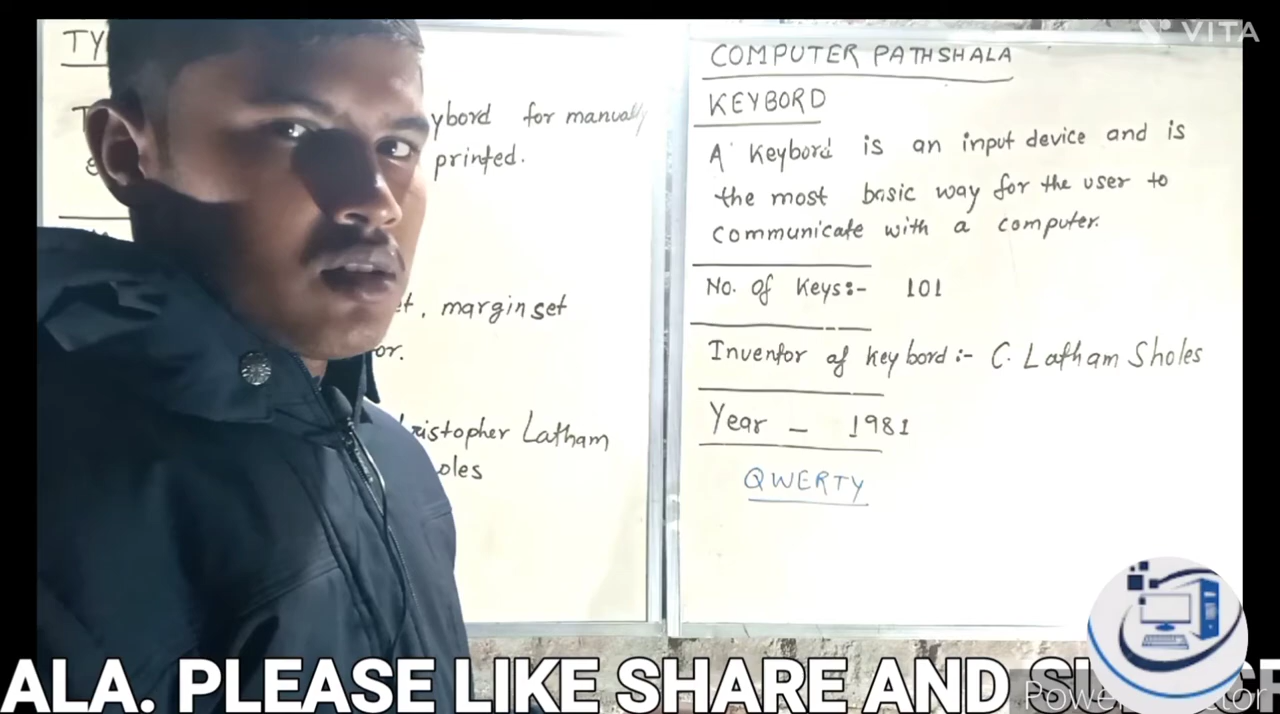 TY
ybord for manually
printed.
et, margin set
or.
ristopher Latham
oles
COMPUTER PATHSHALA
KEYBORD
A Keybord is an input device and is
the most basic way for the user to
communicate with a computer.
No. of Keys:- 101
Inventor of keybord:- C. Latham Sholes
Year - 1981
QWERTY
VITA
ALA. PLEASE LIKE SHARE AND SU